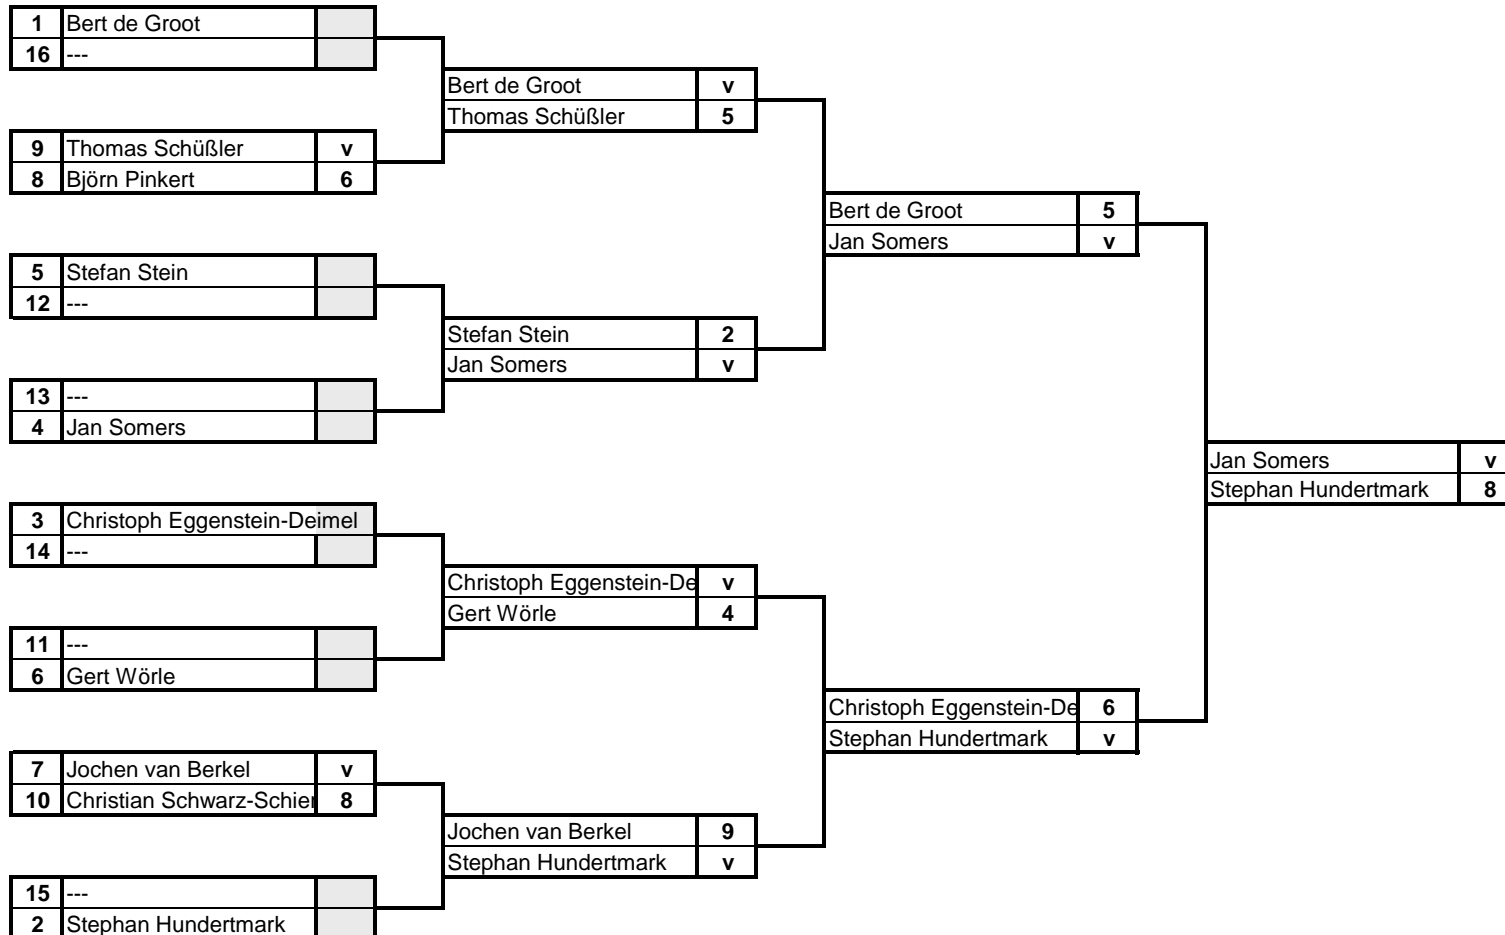 1 Bert de Groot
16 ---
Bert de Groot v
Thomas Schüßler 5
9 Thomas Schüßler v
8 Björn Pinkert 6
Bert de Groot 5
Jan Somers v
5 Stefan Stein
12 ---
Stefan Stein 2
Jan Somers v
13 ---
4 Jan Somers
Jan Somers v
Stephan Hundertmark 8
3 Christoph Eggenstein-Deimel
14 ---
Christoph Eggenstein-De v
Gert Wörle 4
11 ---
6 Gert Wörle
Christoph Eggenstein-De 6
Stephan Hundertmark v
7 Jochen van Berkel v
10 Christian Schwarz-Schier 8
Jochen van Berkel 9
Stephan Hundertmark v
15 ---
2 Stephan Hundertmark